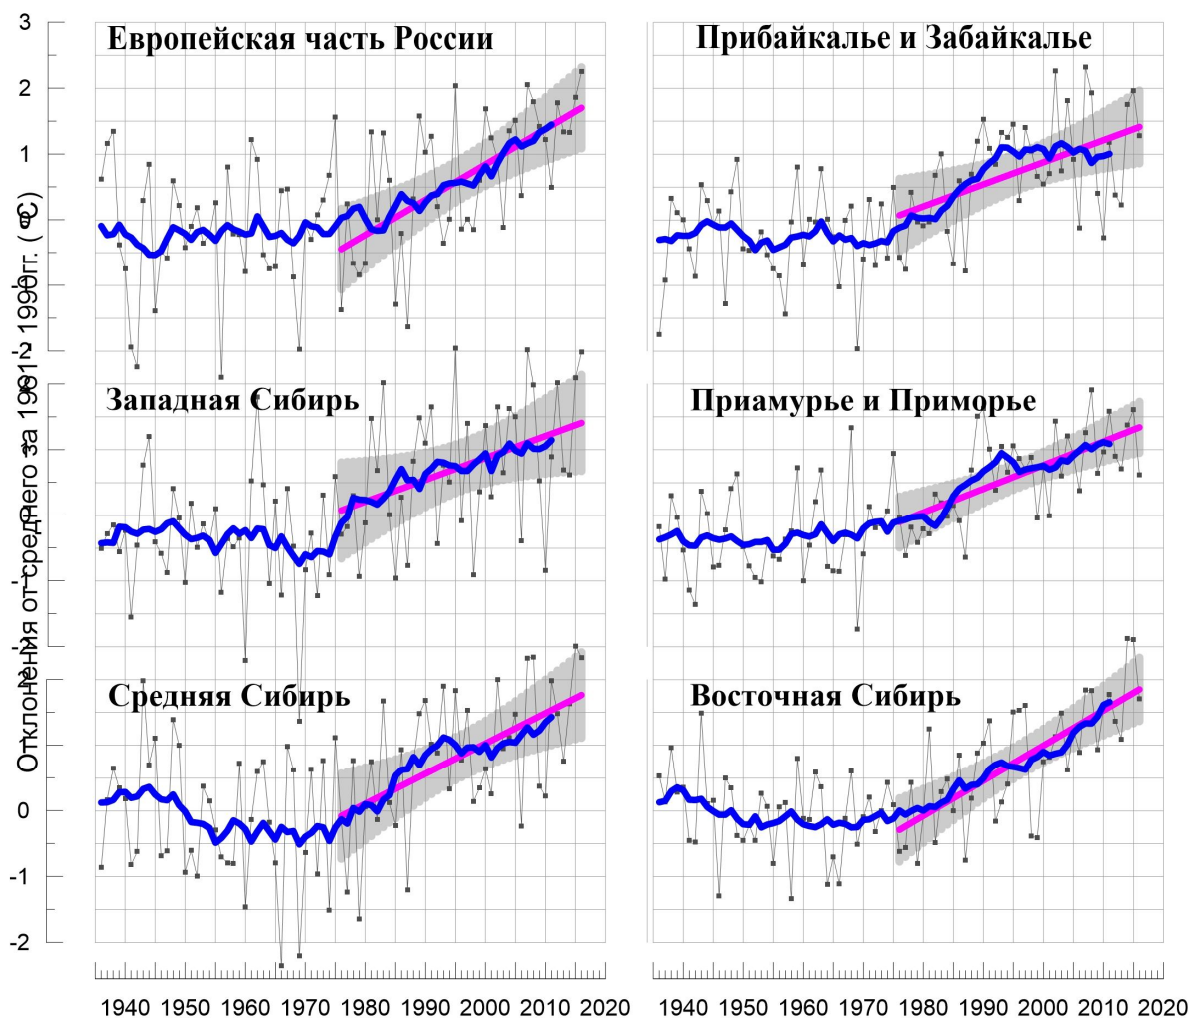 3
2
1
-2
2
0
-1
-2
Европейская часть России
Прибайкалье и Забайкалье
Западная Сибирь
Приамурье и Приморье
Средняя Сибирь
Восточная Сибирь
Отклонения от среднего за 1961 - 1990гг. ( °C)
1940 1950 1960 1970 1980 1990 2000 2010 2020
1940 1950 1960 1970 1980 1990 2000 2010 2020